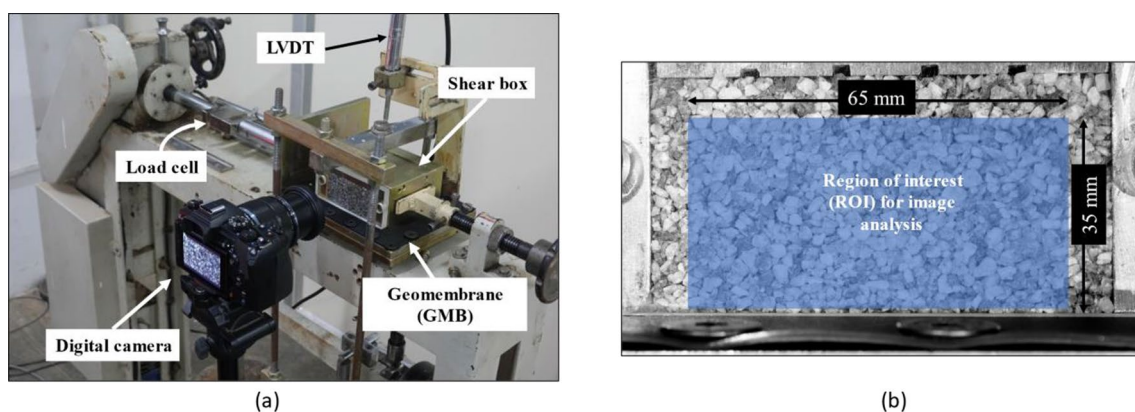 LVDT
Shear box
Load cell
Geomembrane
(GMB)
Digital camera
(a)
65 mm
Region of interest
(ROI) for image
analysis
35 mm
(b)